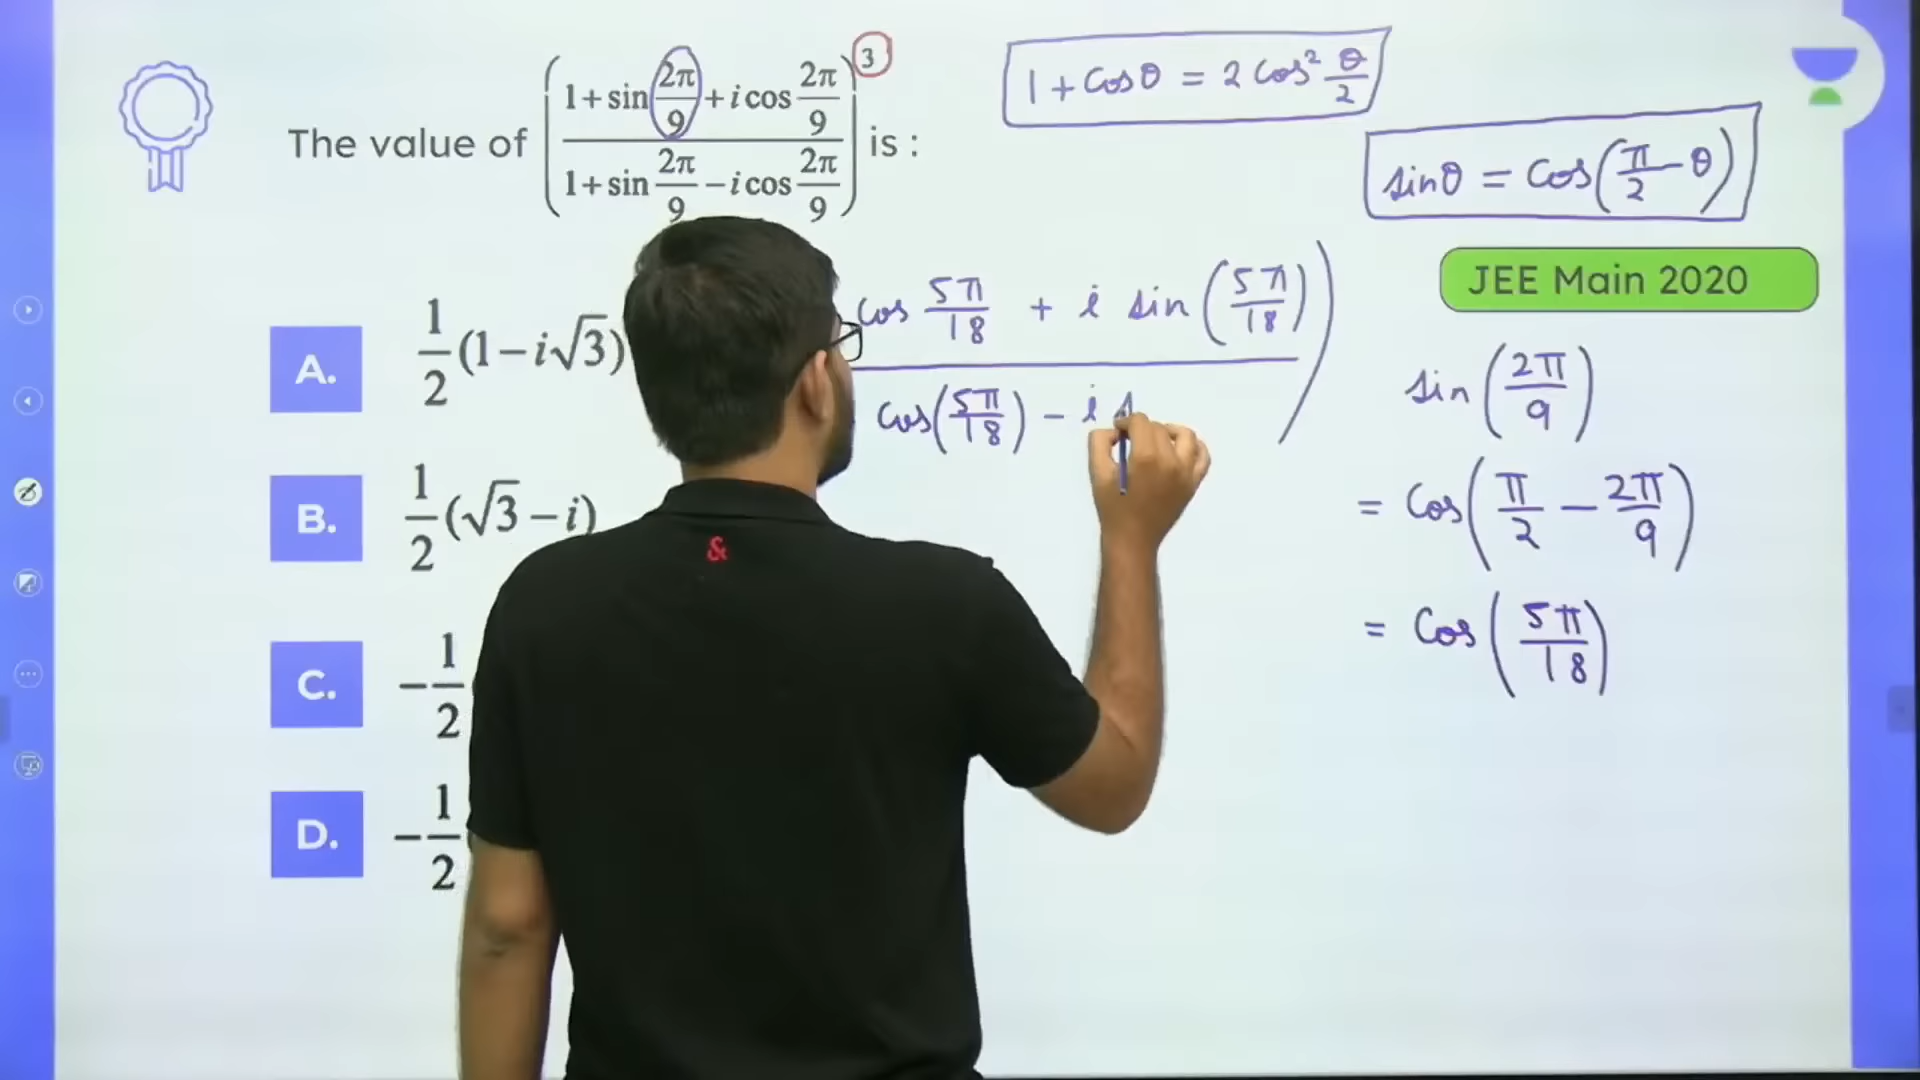 The value of ((1+sin 2π/9 + i cos 2π/9)/(1+sin 2π/9 − i cos 2π/9))^3 is :
1 + cos θ = 2 cos² θ/2
sin θ = cos(π/2 − θ)
JEE Main 2020
A. 1/2(1−i√3)
B. 1/2(√3−i)
C. −1/2
D. −1/2
cos 5π/18 + i sin(5π/18))
cos(5π/18) − i s
sin(2π/9)
= cos(π/2 − 2π/9)
= cos(5π/18)
&